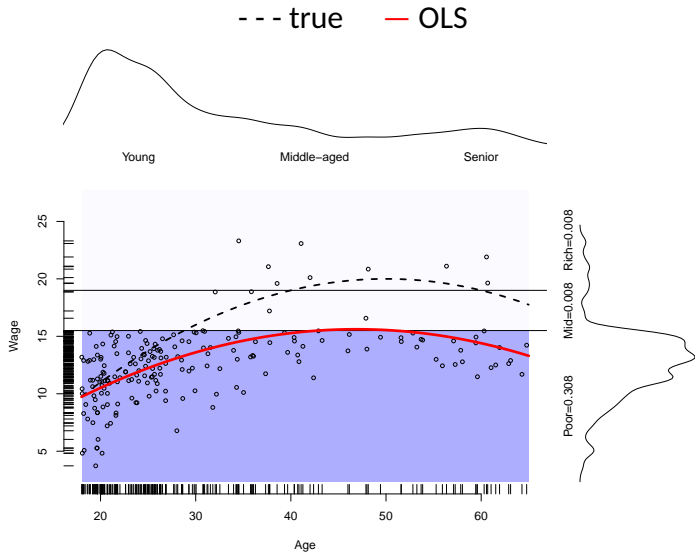 true OLS
Young Middle−aged Senior
25
20
15
10
5
Wage
20 30 40 50 60
Age
Poor=0.308 Mid=0.008 Rich=0.008